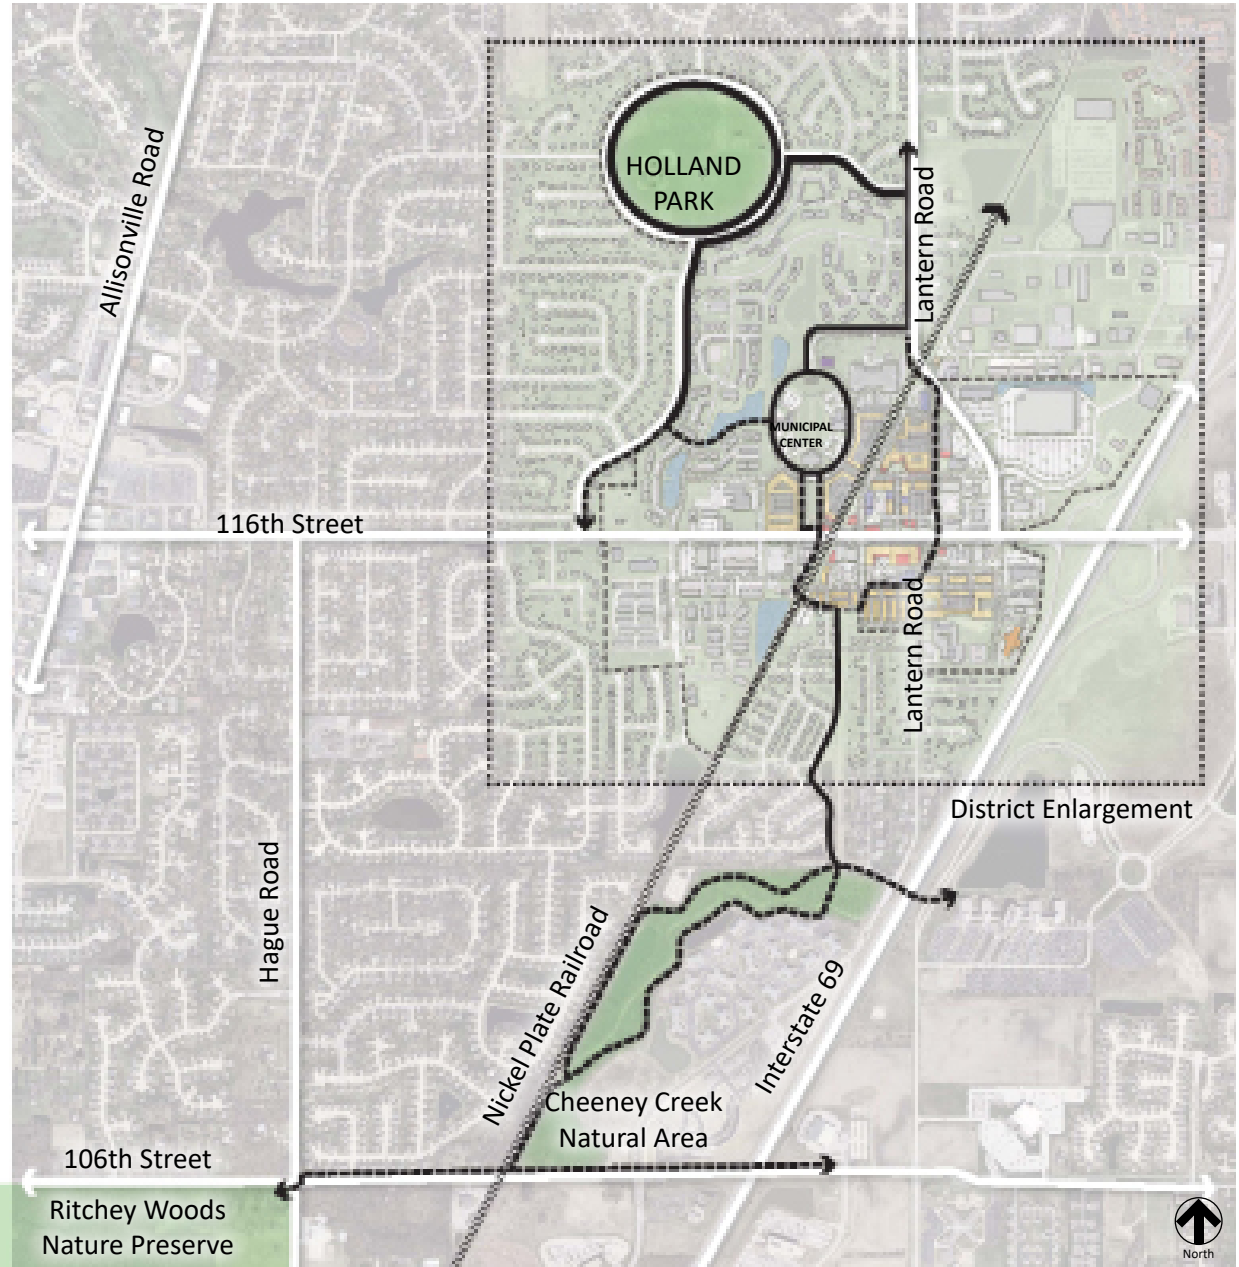 HOLLAND
PARK
Allisonville Road
Lantern Road
MUNICIPAL
CENTER
116th Street
Lantern Road
District Enlargement
Hague Road
Nickel Plate Railroad
Interstate 69
Cheeney Creek
Natural Area
106th Street
Ritchey Woods
Nature Preserve
North